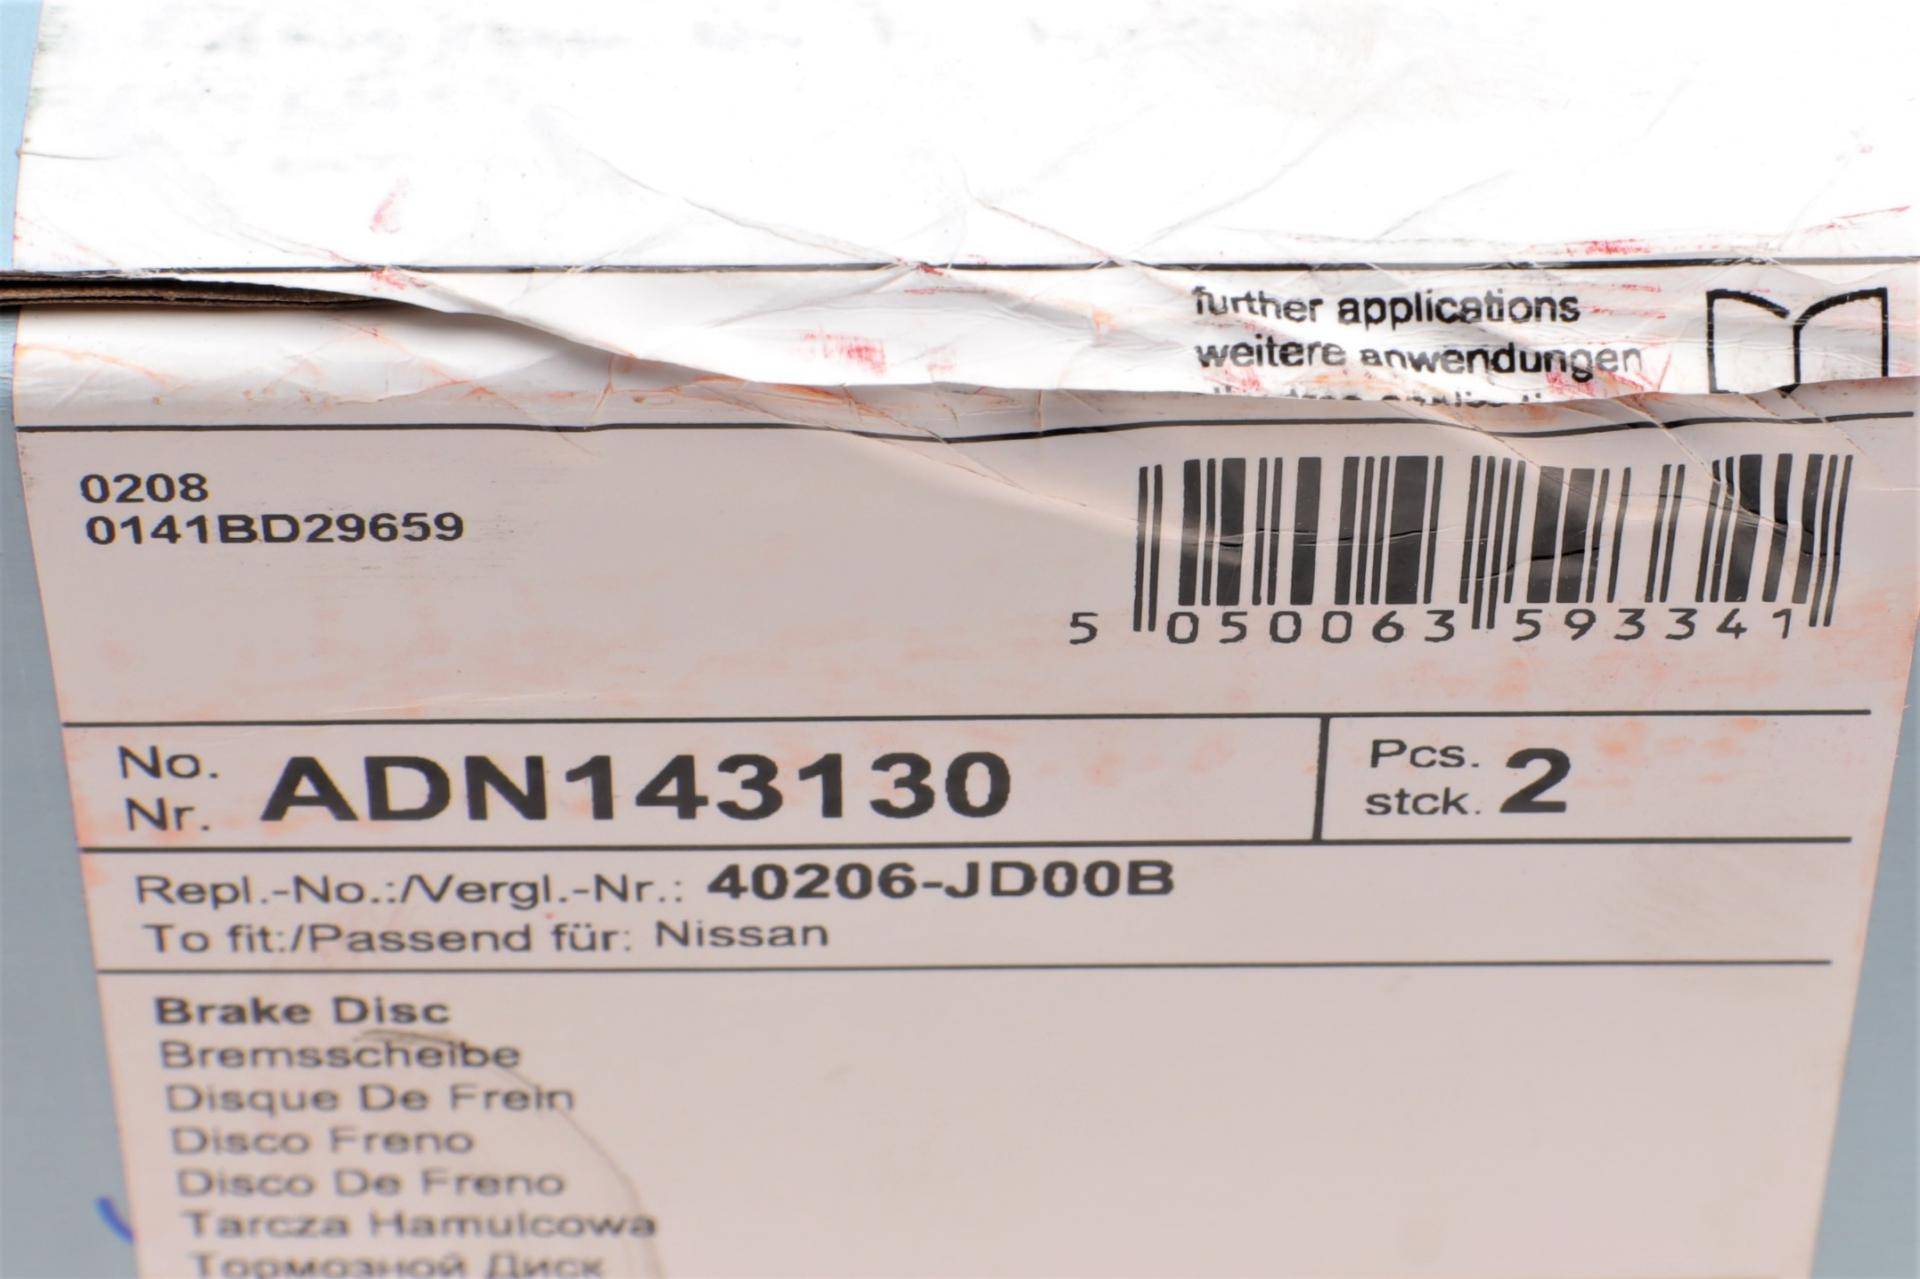 further applications
weitere anwendungen
0208
0141BD29659
5 050063 593341
No.
Nr. ADN143130
Pcs.
stck. 2
Repl.-No.:/Vergl.-Nr.: 40206-JD00B
To fit:/Passend für: Nissan
Brake Disc
Bremsscheibe
Disque De Frein
Disco Freno
Disco De Freno
Tarcza Hamulcowa
Тормозной Диск